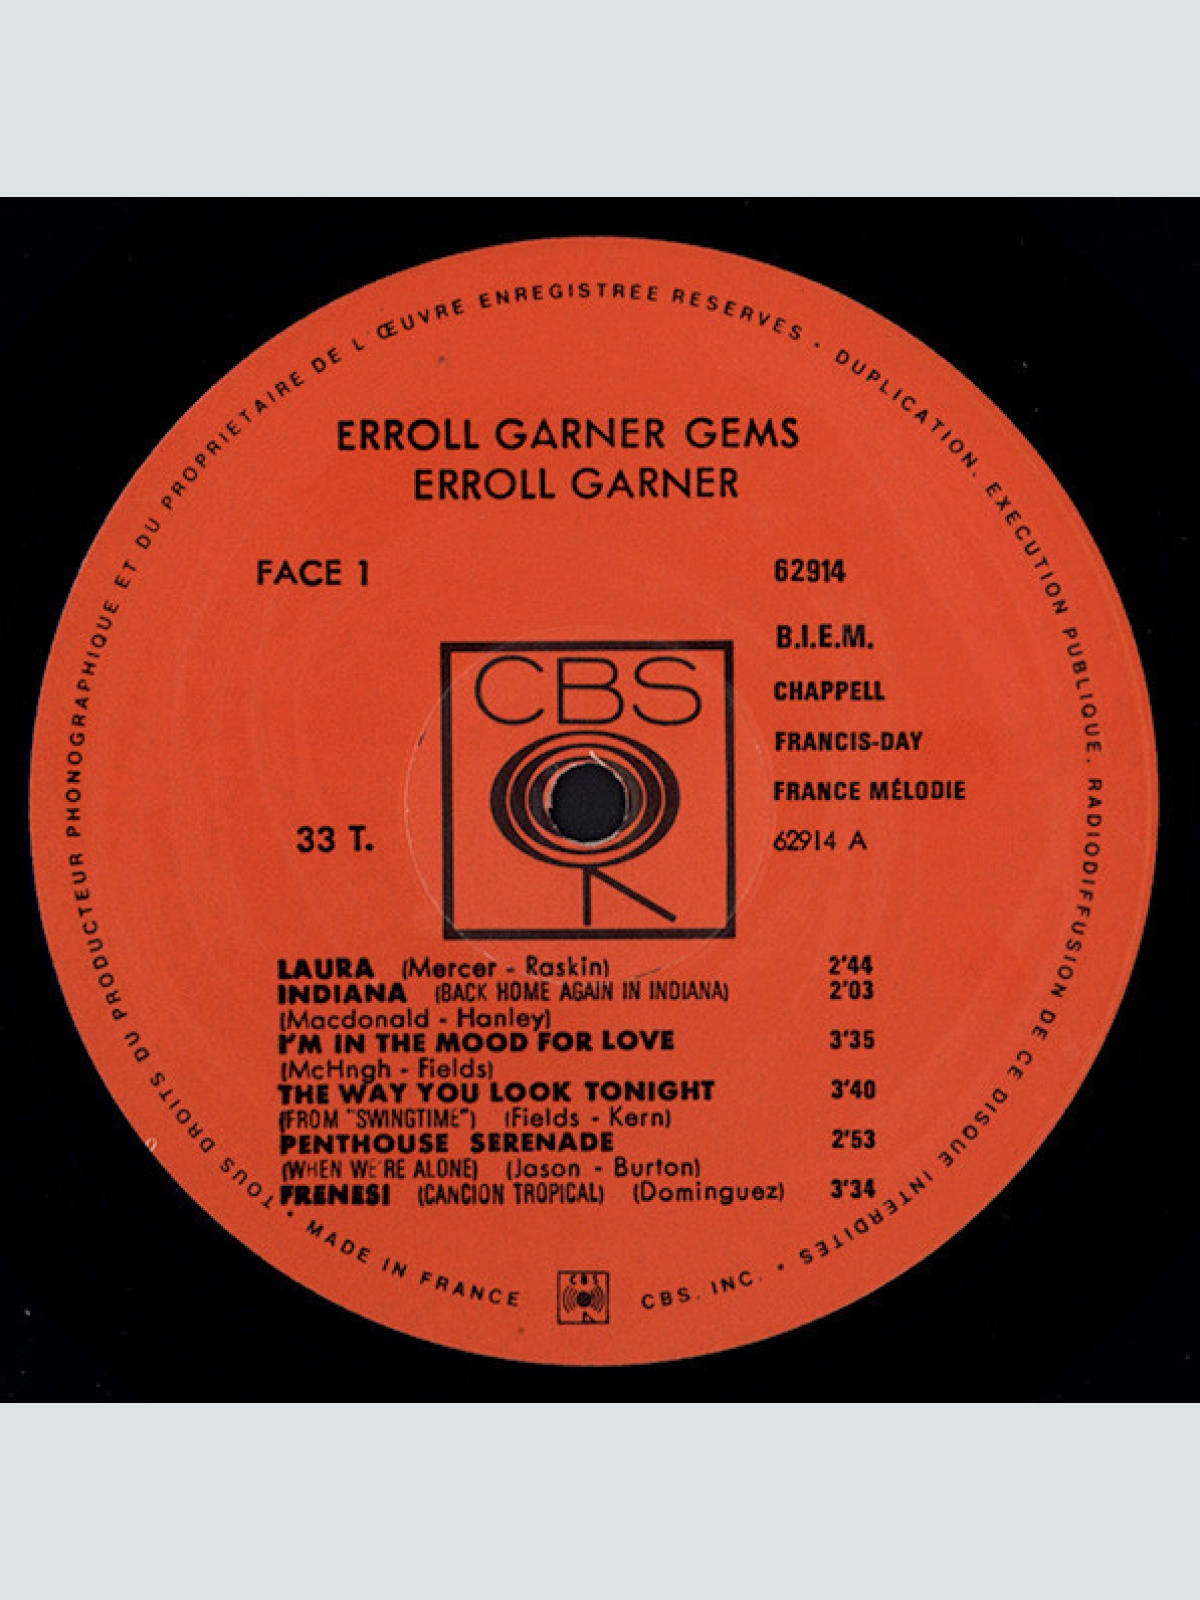 TOUS DROITS DU PRODUCTEUR PHONOGRAPHIQUE ET DU PROPRIETAIRE DE L'ŒUVRE ENREGISTRÉE RESERVES • DUPLICATION, EXECUTION PUBLIQUE, RADIODIFFUSION DE CE DISQUE INTERDITES •
ERROLL GARNER GEMS
ERROLL GARNER
FACE 1
62914
B.I.E.M.
CHAPPELL
FRANCIS-DAY
FRANCE MÉLODIE
33 T.
62914 A
CBS
LAURA (Mercer - Raskin) 2'44
INDIANA (BACK HOME AGAIN IN INDIANA) 2'03
(Macdonald - Hanley)
I'M IN THE MOOD FOR LOVE 3'35
(McHngh - Fields)
THE WAY YOU LOOK TONIGHT 3'40
(FROM "SWINGTIME") (Fields - Kern)
PENTHOUSE SERENADE 2'53
(WHEN WE'RE ALONE) (Jason - Burton)
FRENESI (CANCION TROPICAL) (Dominguez) 3'34
• MADE IN FRANCE
CBS
CBS. INC.